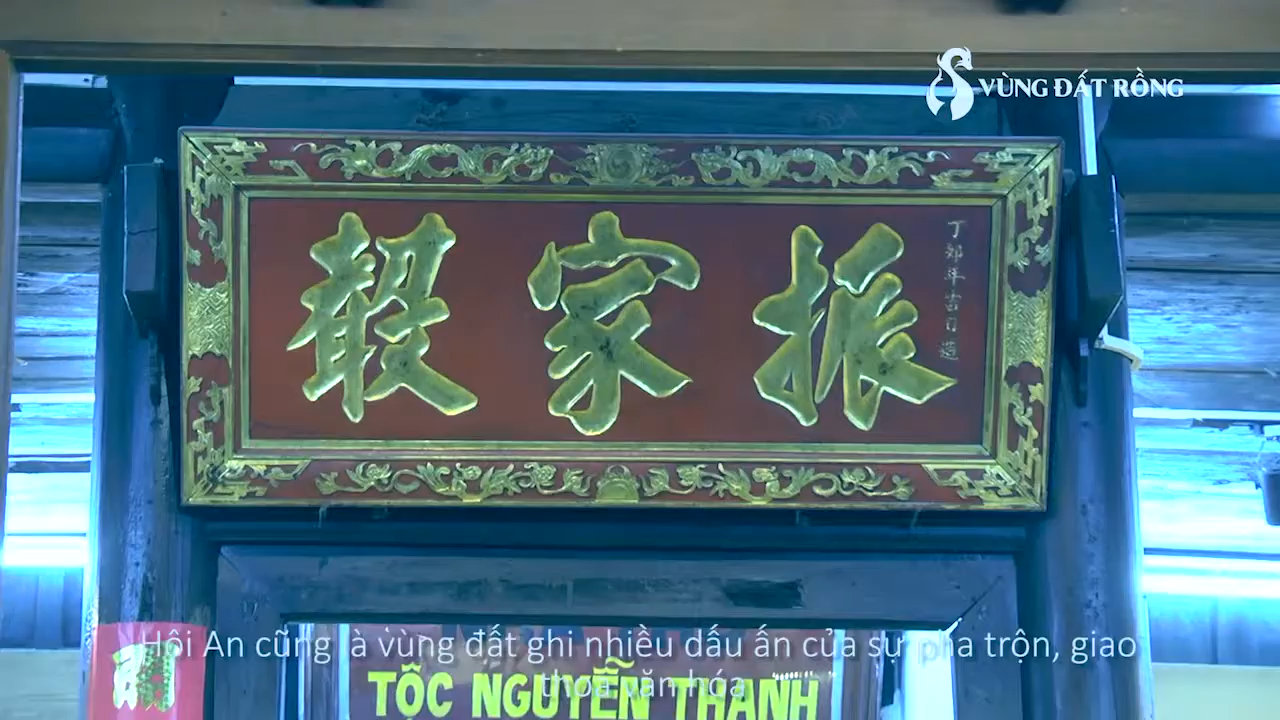 VÙNG ĐẤT RỒNG
丁卯年吉日造
振家聲
Hội An cũng là vùng đất ghi nhiều dấu ấn của sự pha trộn, giao
thoa văn hóa
TỘC NGUYỄN THANH